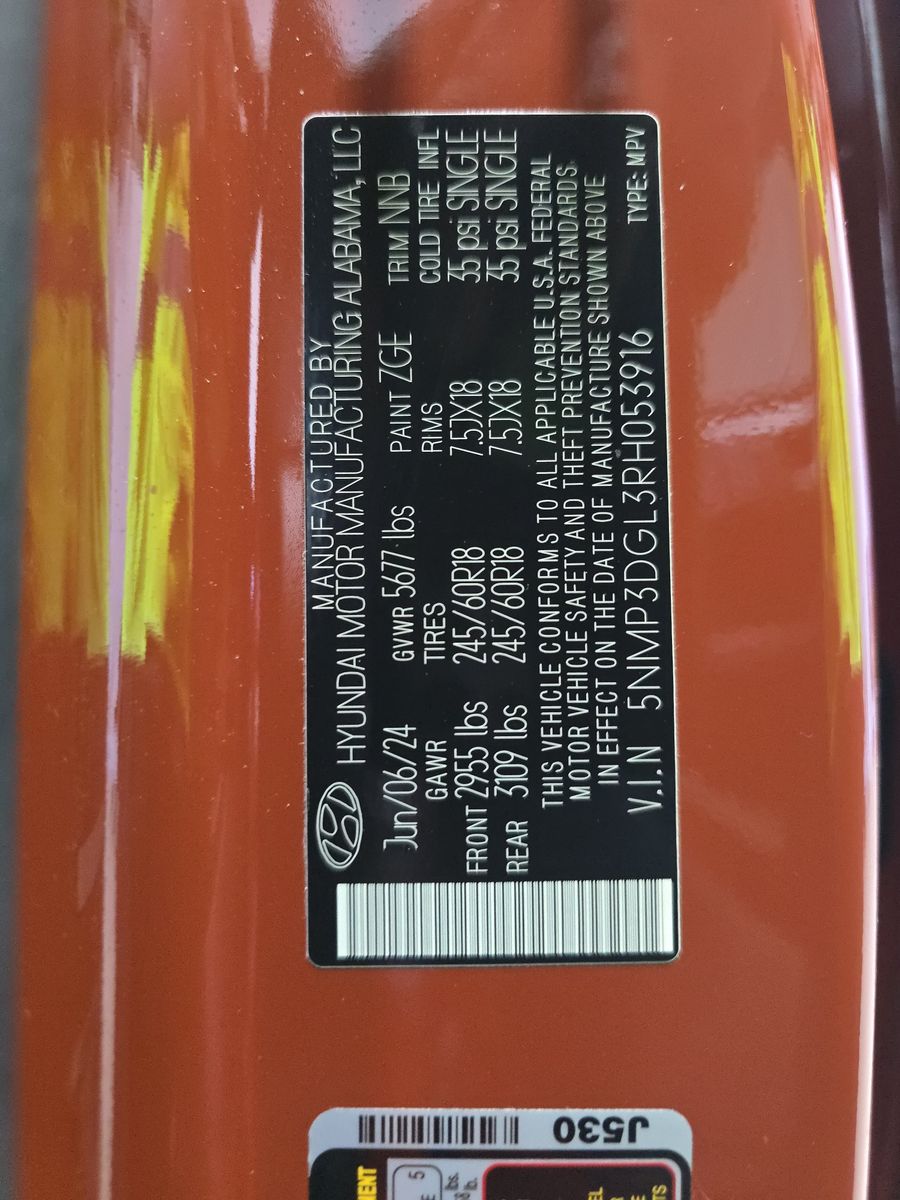 MANUFACTURED BY
HYUNDAI MOTOR MANUFACTURING ALABAMA, LLC
Jun/06/24 GVWR 5677 lbs PAINT ZGE TRIM NNB
GAWR TIRES RIMS COLD TIRE INFL
FRONT 2955 lbs 245/60R18 7.5JX18 35 psi SINGLE
REAR 3109 lbs 245/60R18 7.5JX18 35 psi SINGLE
THIS VEHICLE CONFORMS TO ALL APPLICABLE U.S.A. FEDERAL
MOTOR VEHICLE SAFETY AND THEFT PREVENTION STANDARDS
IN EFFECT ON THE DATE OF MANUFACTURE SHOWN ABOVE
V.I.N 5NMP3DGL3RH053916 TYPE: MPV
J530
5
lbs.
lb.